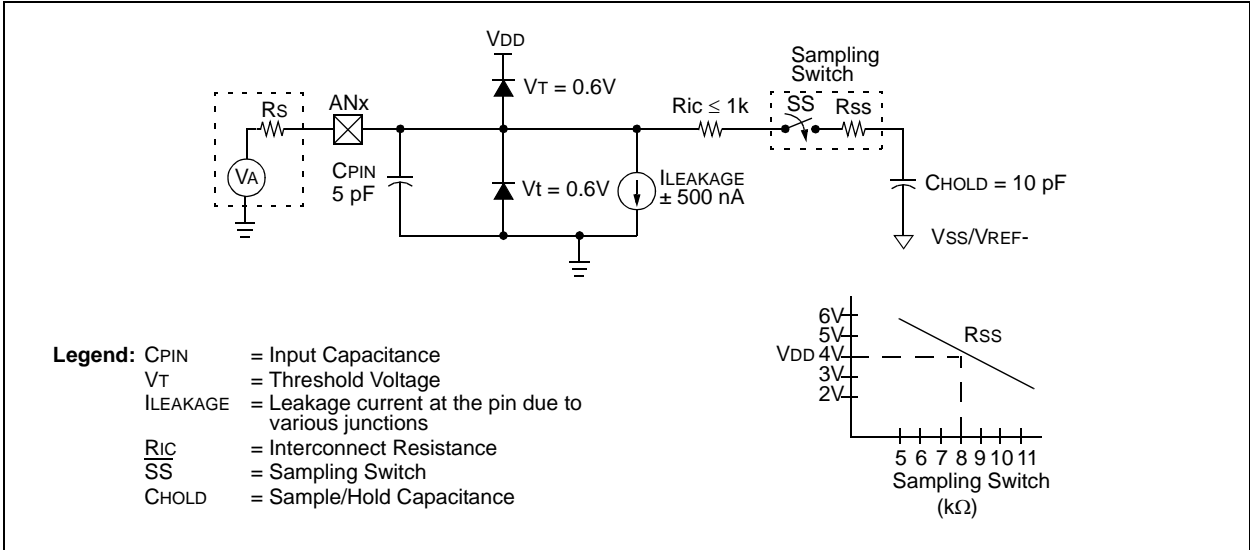 VDD
Sampling
Switch
VT = 0.6V
RS
ANx
Ric ≤ 1k
SS
RSS
VA
CPIN
5 pF
Vt = 0.6V
ILEAKAGE
± 500 nA
CHOLD = 10 pF
VSS/VREF-
Legend: CPIN = Input Capacitance
VT = Threshold Voltage
ILEAKAGE = Leakage current at the pin due to
various junctions
RIC = Interconnect Resistance
SS = Sampling Switch
CHOLD = Sample/Hold Capacitance
6V
5V
VDD 4V
3V
2V
RSS
5 6 7 8 9 10 11
Sampling Switch
(kΩ)